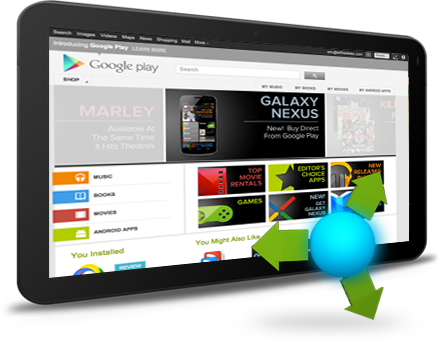 Search Images Videos Maps News Shopping Mail More
Introducing Google Play LEARN MORE
Google play
Search
SHOP
MY MUSIC MY BOOKS MY MOVIES MY ANDROID APPS
MARLEY
Available At
The Same Time
It Hits Theatres
GALAXY
NEXUS
New! Buy Direct
From Google Play
MUSIC
BOOKS
MOVIES
ANDROID APPS
TOP
MOVIE
RENTALS
EDITOR'S
CHOICE
APPS
NEW
GAMES
NEW!
GET
GALAXY
NEXUS
You Installed
You Might Also Like
REVIEW